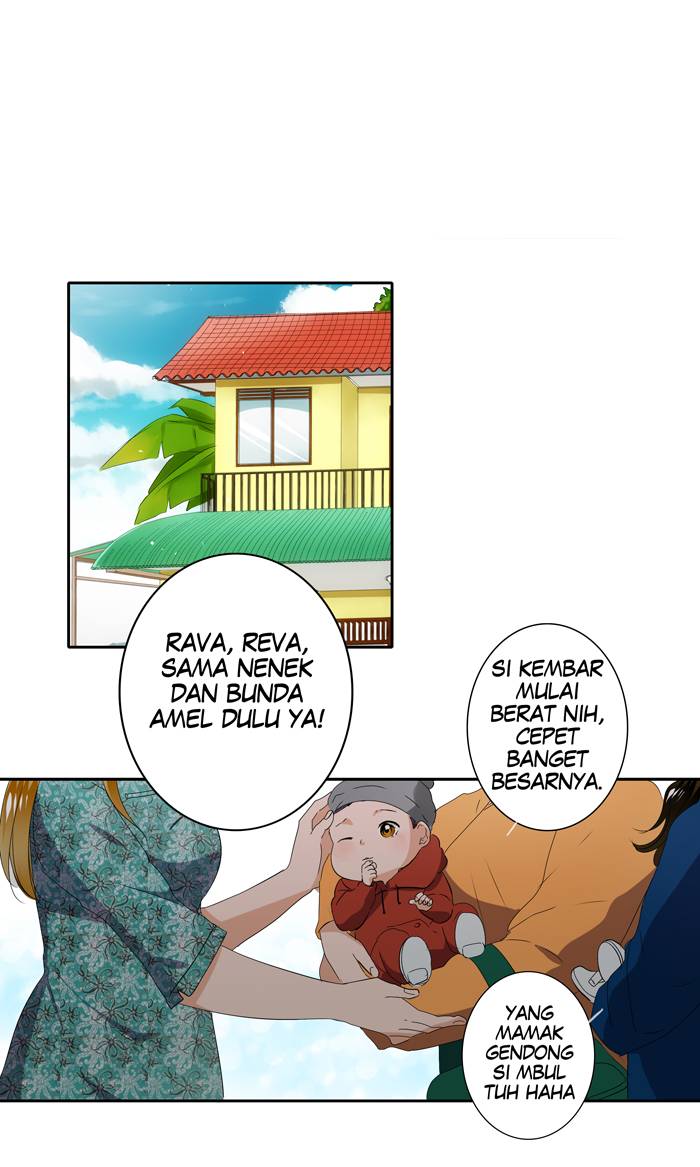 RAVA, REVA,
SAMA NENEK
DAN BUNDA
AMEL DULU YA!
SI KEMBAR
MULAI
BERAT NIH,
CEPET
BANGET
BESARNYA.
YANG
MAMAK
GENDONG
SI MBUL
TUH HAHA